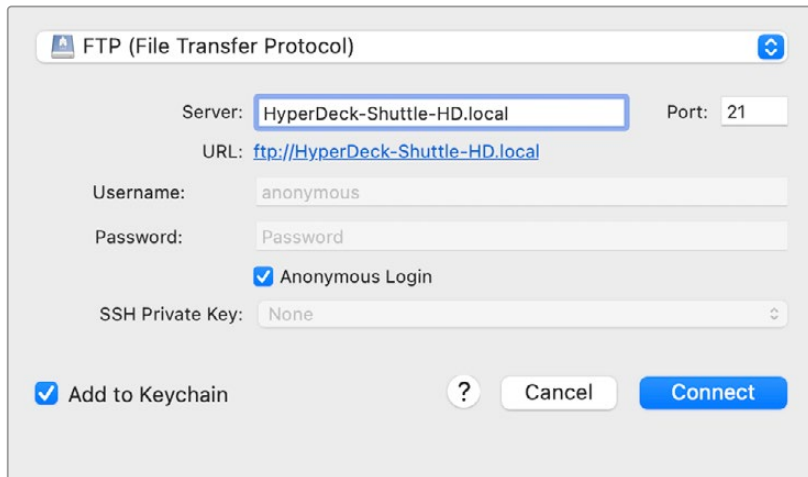 FTP (File Transfer Protocol)
Server: HyperDeck-Shuttle-HD.local Port: 21
URL: ftp://HyperDeck-Shuttle-HD.local
Username: anonymous
Password: Password
Anonymous Login
SSH Private Key: None
Add to Keychain ? Cancel Connect